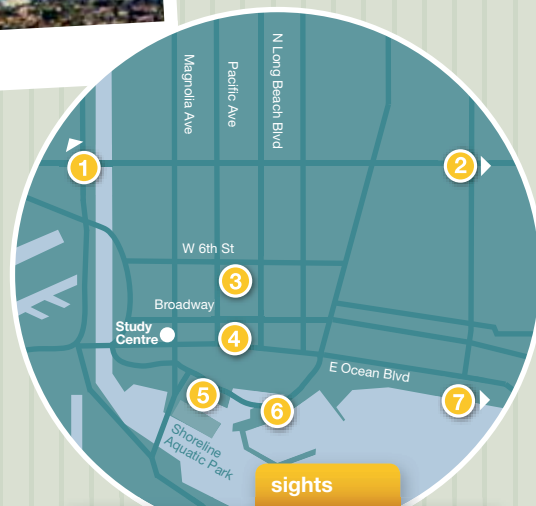 Magnolia Ave
Pacific Ave
N Long Beach Blvd
1
2
W 6th St
3
Broadway
Study
Centre
4
E Ocean Blvd
5
6
7
Shoreline
Aquatic Park
sights